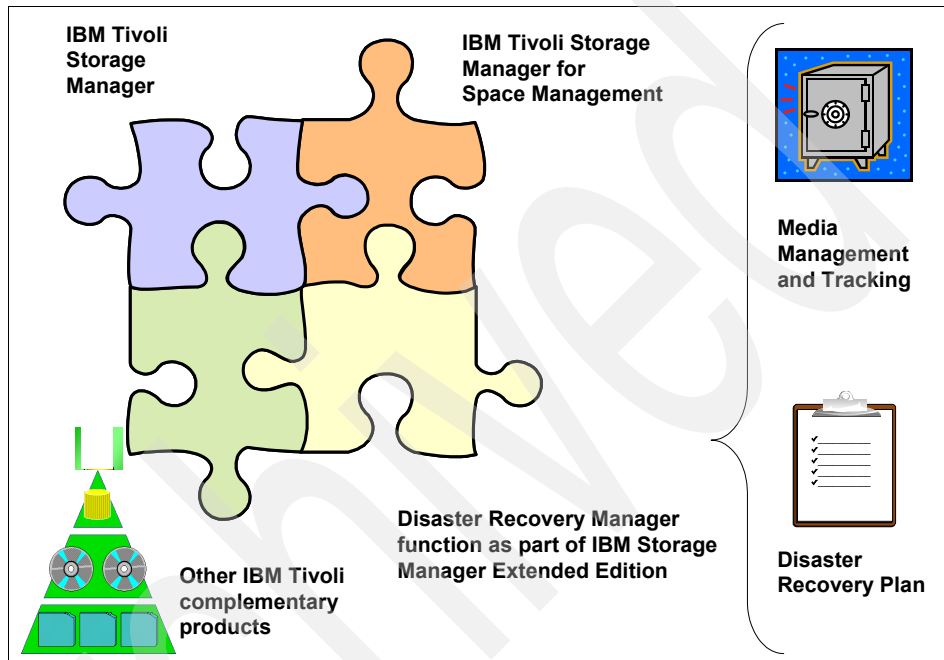 IBM Tivoli
Storage
Manager
IBM Tivoli Storage
Manager for
Space Management
Media
Management
and Tracking
Disaster Recovery Manager
function as part of IBM Storage
Manager Extended Edition
Other IBM Tivoli
complementary
products
Disaster
Recovery Plan